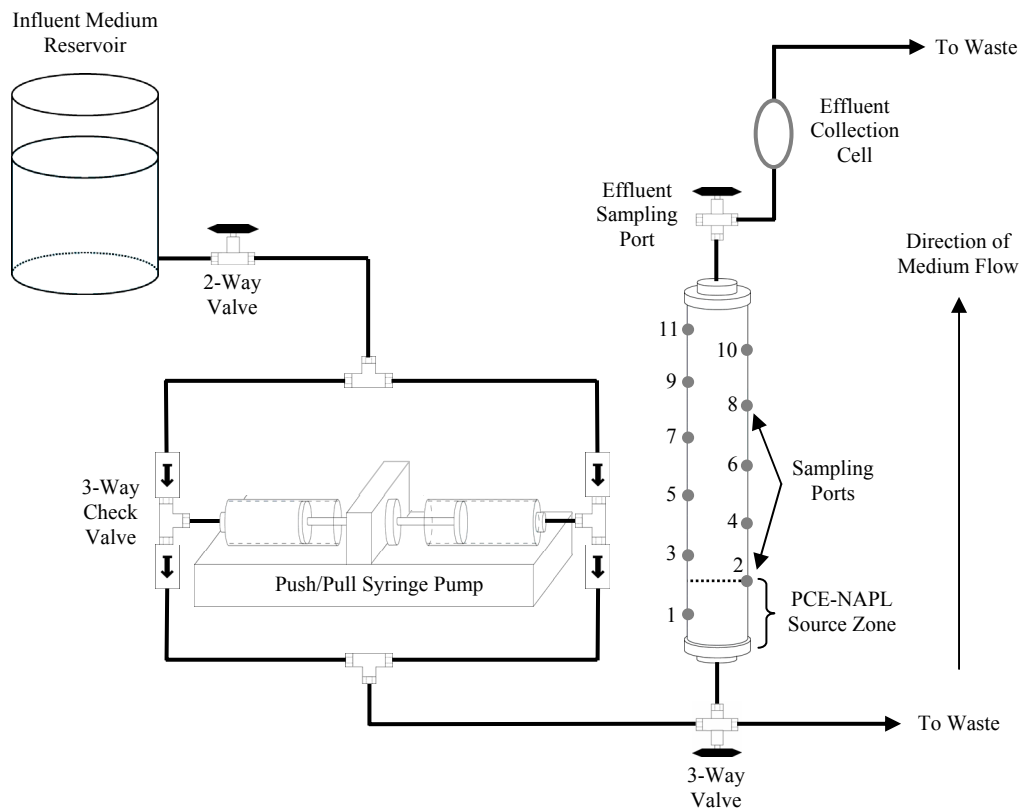 Influent Medium
Reservoir
To Waste
Effluent
Collection
Cell
Effluent
Sampling
Port
2-Way
Valve
Direction of
Medium Flow
11
10
9
8
7
6
5
4
3
2
1
Sampling
Ports
3-Way
Check
Valve
Push/Pull Syringe Pump
PCE-NAPL
Source Zone
To Waste
3-Way
Valve